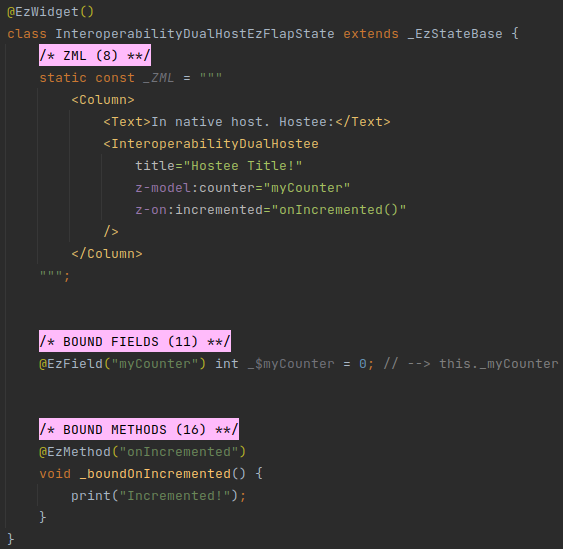 @EzWidget()
class InteroperabilityDualHostEzFlapState extends _EzStateBase {
    /* ZML (8) **/
    static const _ZML = """
        <Column>
            <Text>In native host. Hostee:</Text>
            <InteroperabilityDualHostee
                title="Hostee Title!"
                z-model:counter="myCounter"
                z-on:incremented="onIncremented()"
            />
        </Column>
    """;
    /* BOUND FIELDS (11) **/
    @EzField("myCounter") int _$myCounter = 0; // --> this._myCounter
    /* BOUND METHODS (16) **/
    @EzMethod("onIncremented")
    void _boundOnIncremented() {
        print("Incremented!");
    }
}